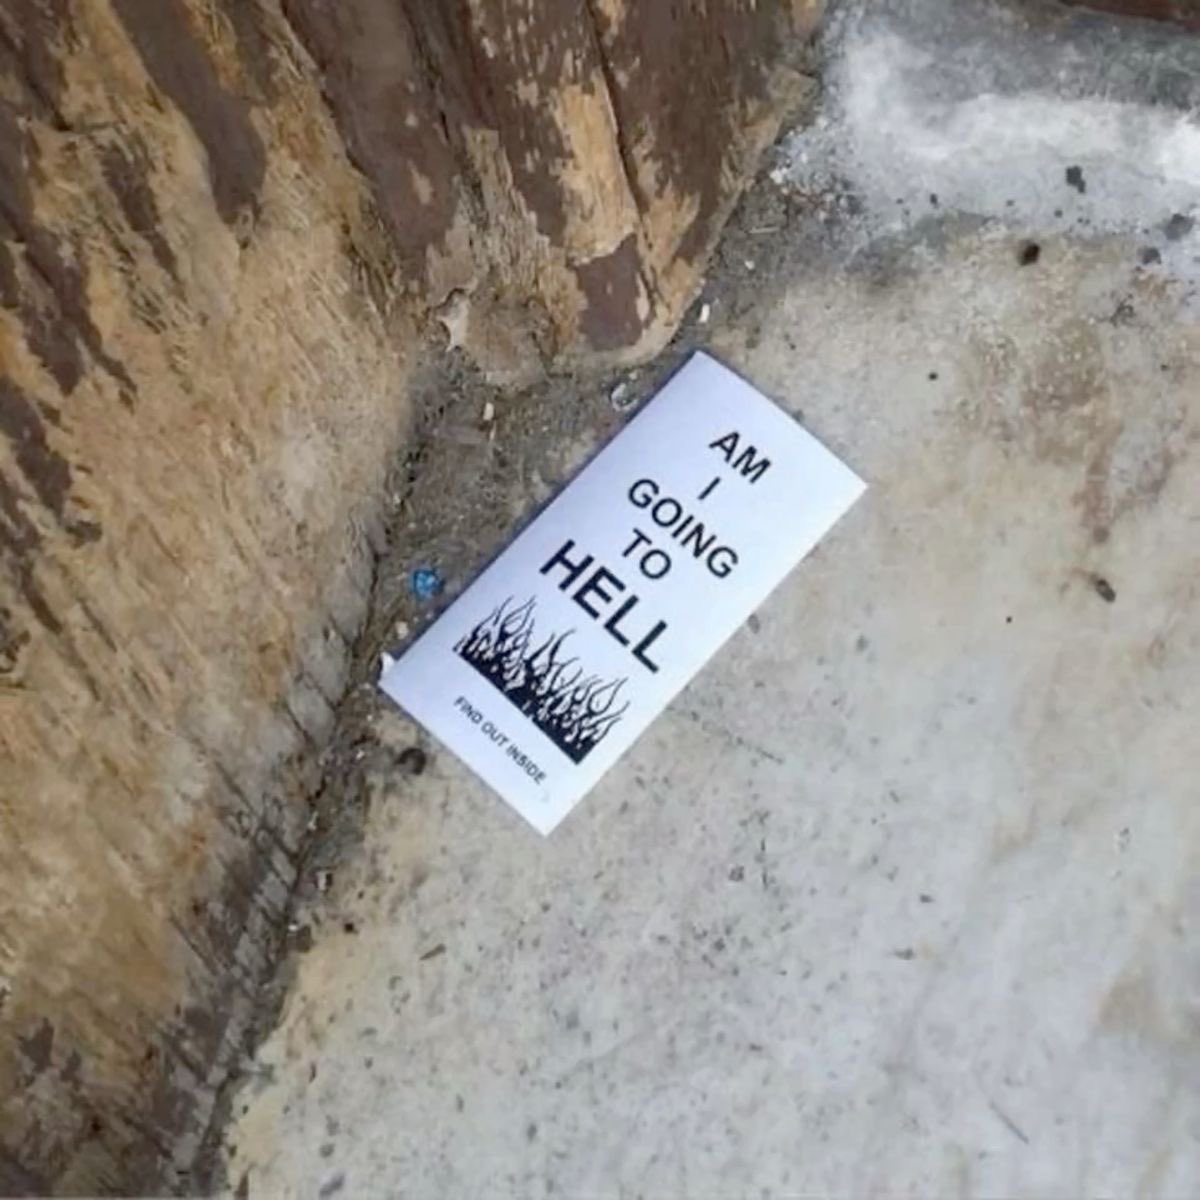 AM
I
GOING
TO
HELL
FIND OUT INSIDE